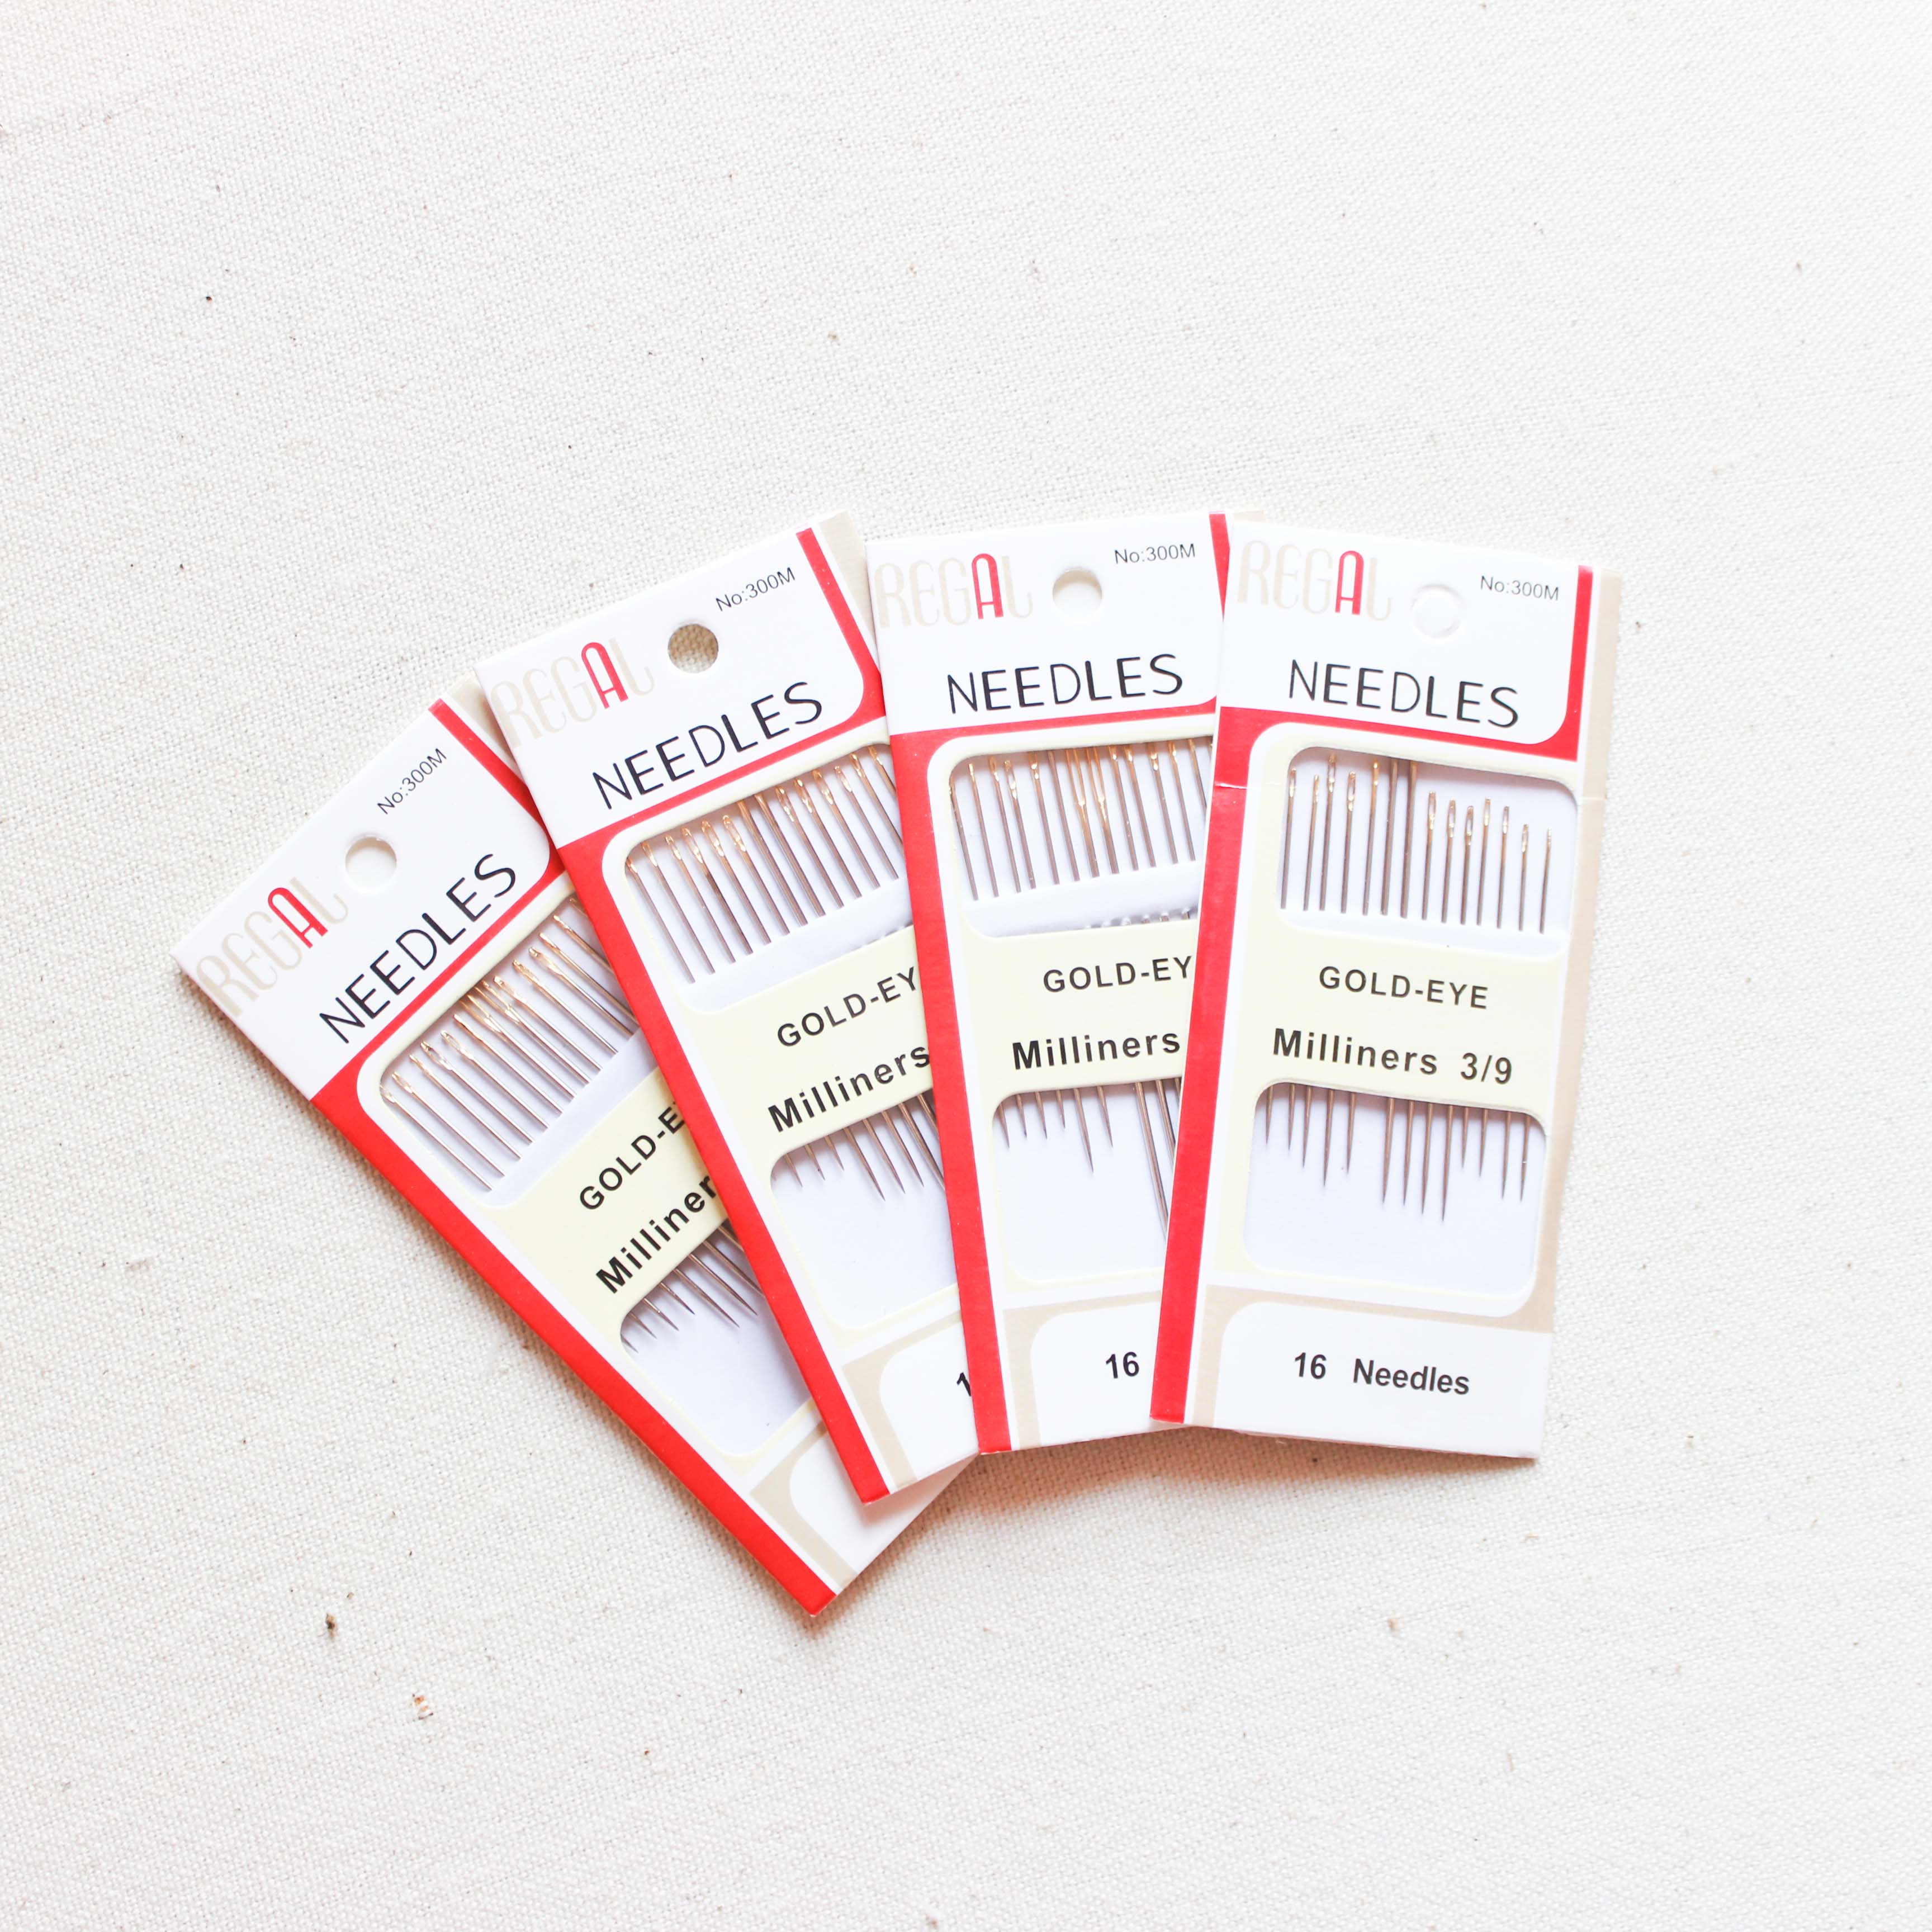 REGAL
No:300M
NEEDLES
GOLD-E
Milliner
REGAL
No:300M
NEEDLES
GOLD-EY
Milliners
1
REGAL
No:300M
NEEDLES
GOLD-EY
Milliners
16
REGAL
No:300M
NEEDLES
GOLD-EYE
Milliners 3/9
16 Needles